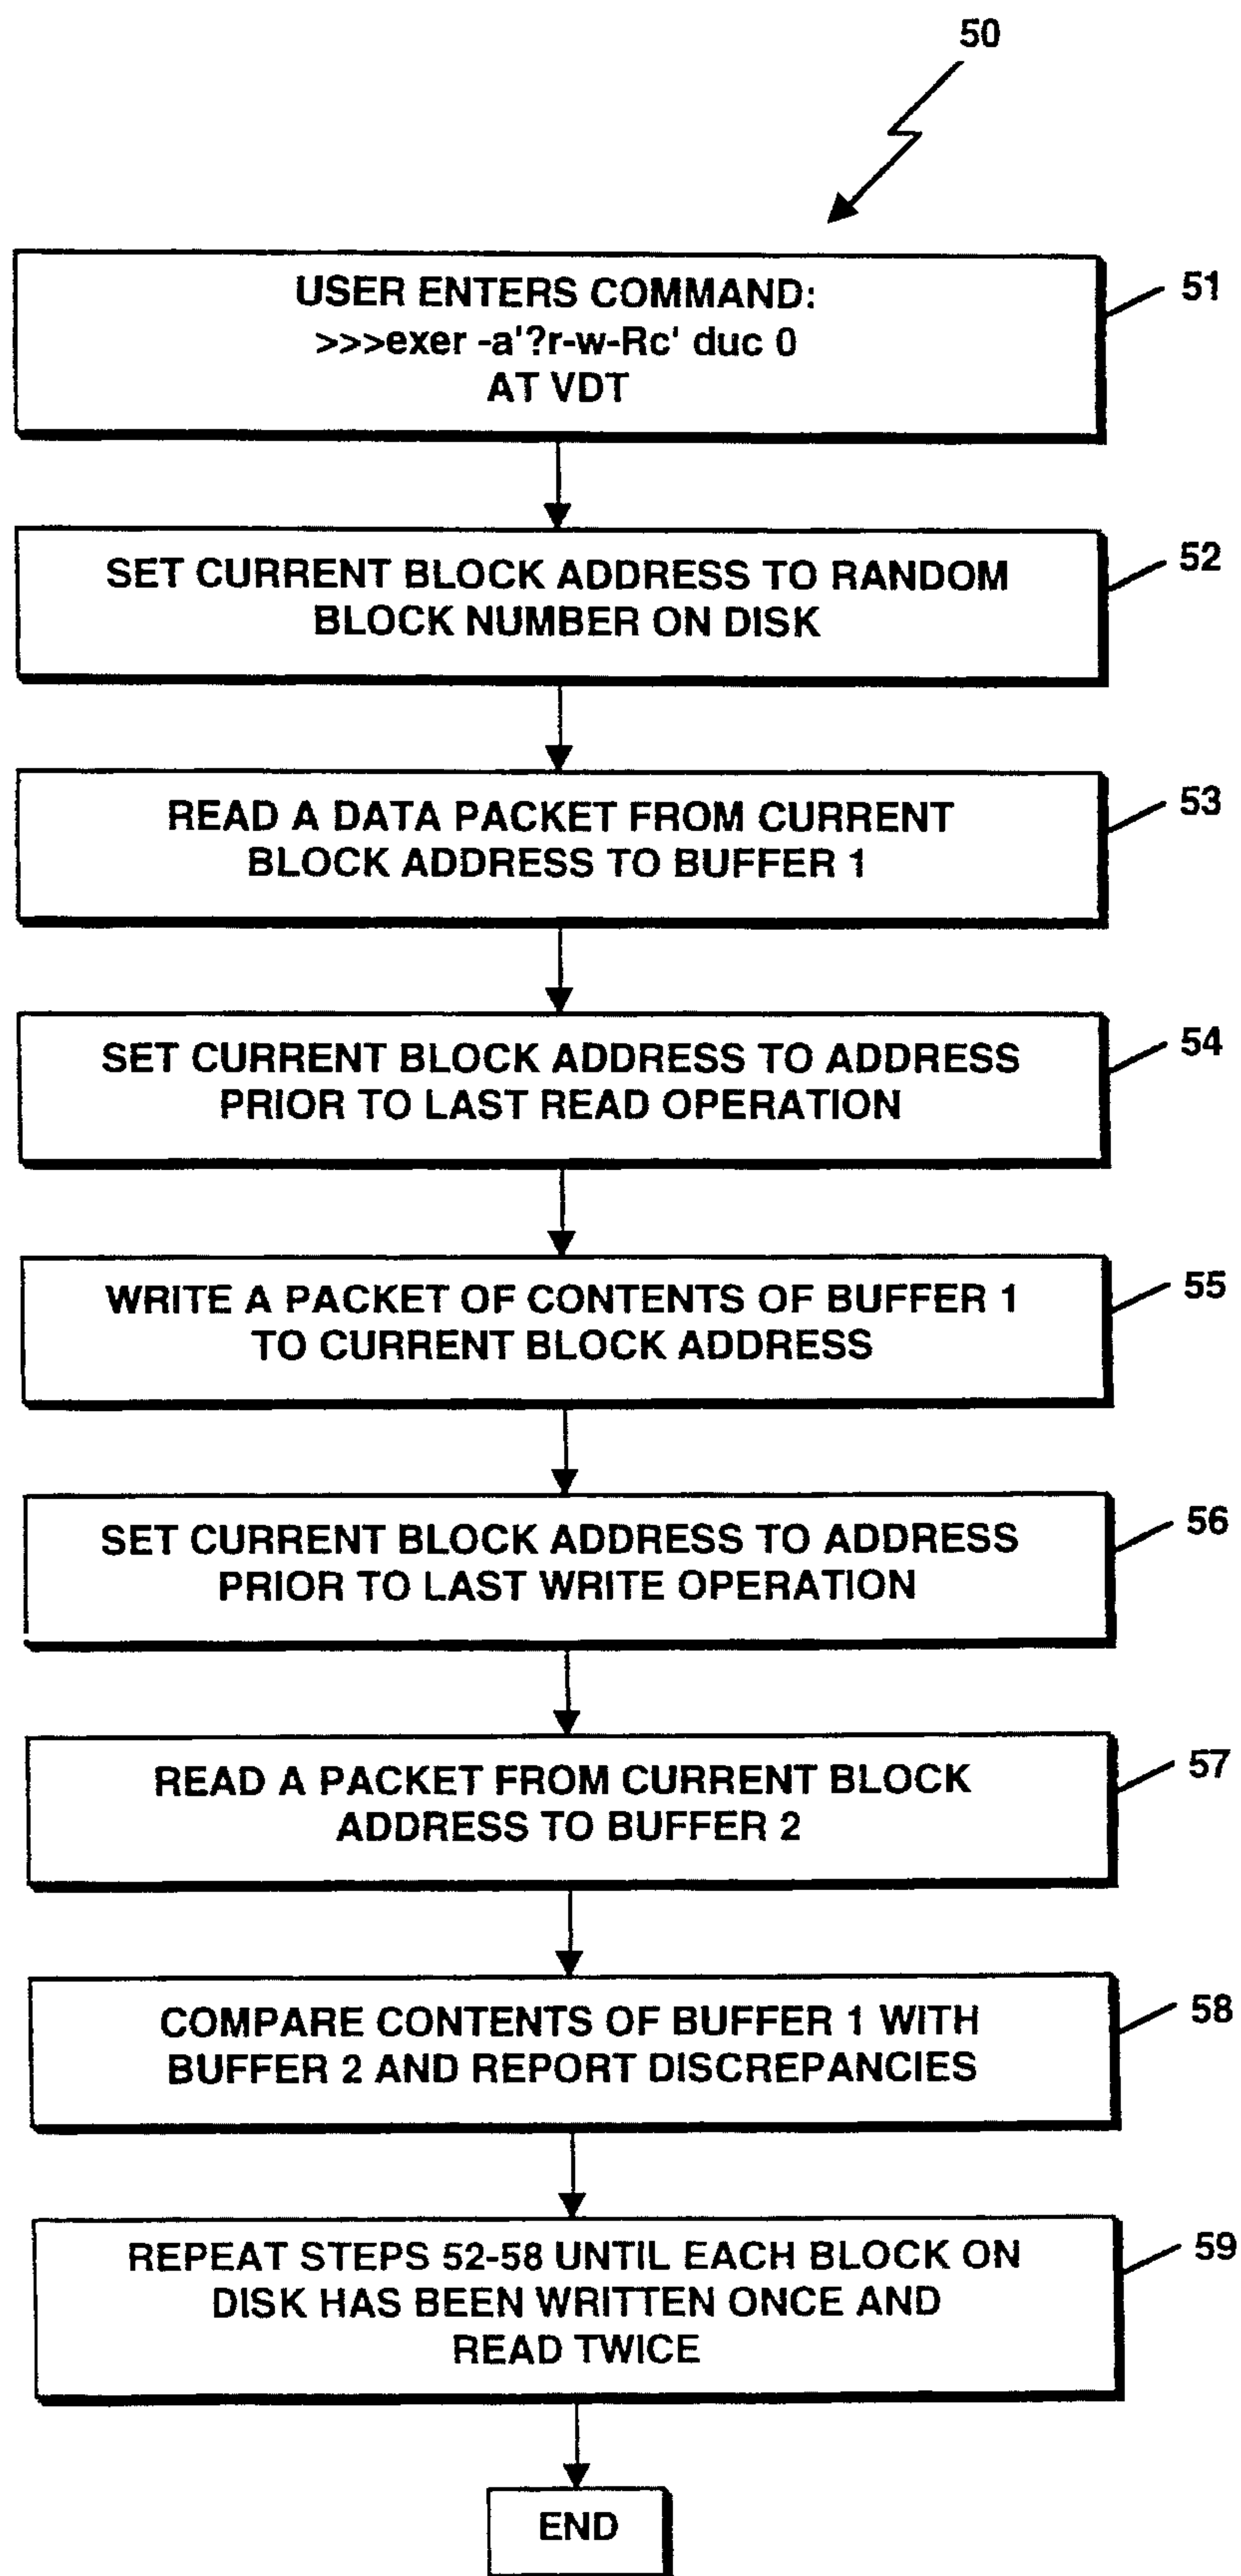 50
USER ENTERS COMMAND:
>>>exer -a'?r-w-Rc' duc 0
AT VDT
51
SET CURRENT BLOCK ADDRESS TO RANDOM
BLOCK NUMBER ON DISK
52
READ A DATA PACKET FROM CURRENT
BLOCK ADDRESS TO BUFFER 1
53
SET CURRENT BLOCK ADDRESS TO ADDRESS
PRIOR TO LAST READ OPERATION
54
WRITE A PACKET OF CONTENTS OF BUFFER 1
TO CURRENT BLOCK ADDRESS
55
SET CURRENT BLOCK ADDRESS TO ADDRESS
PRIOR TO LAST WRITE OPERATION
56
READ A PACKET FROM CURRENT BLOCK
ADDRESS TO BUFFER 2
57
COMPARE CONTENTS OF BUFFER 1 WITH
BUFFER 2 AND REPORT DISCREPANCIES
58
REPEAT STEPS 52-58 UNTIL EACH BLOCK ON
DISK HAS BEEN WRITTEN ONCE AND
READ TWICE
59
END